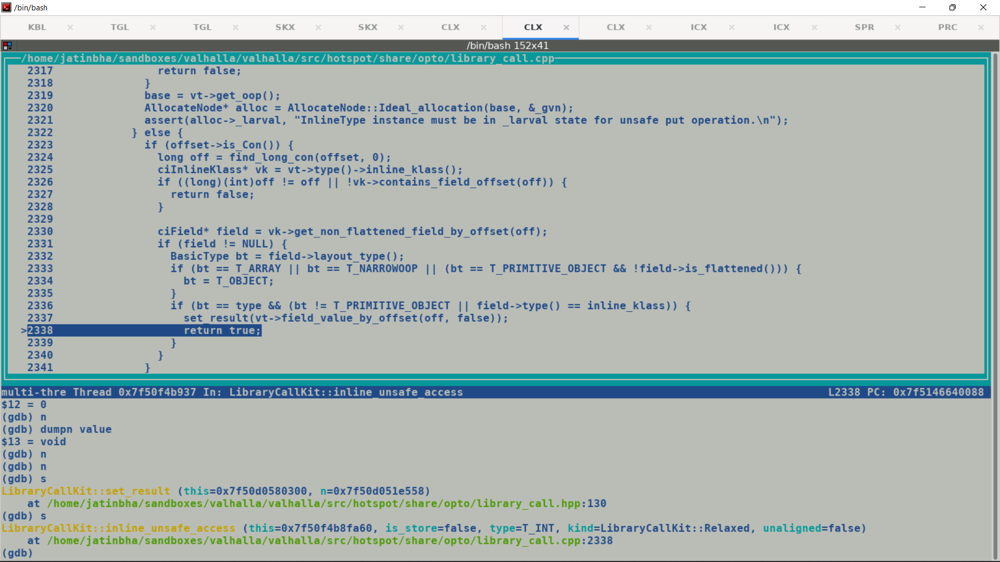 /bin/bash
KBL × TGL × TGL × SKX × SKX × CLX × CLX × CLX × ICX × ICX × SPR × PRC ×
/bin/bash 152x41
/home/jatinbha/sandboxes/valhalla/valhalla/src/hotspot/share/opto/library_call.cpp
2317                return false;
2318              }
2319              base = vt->get_oop();
2320              AllocateNode* alloc = AllocateNode::Ideal_allocation(base, &_gvn);
2321              assert(alloc->_larval, "InlineType instance must be in _larval state for unsafe put operation.\n");
2322            } else {
2323              if (offset->is_Con()) {
2324                long off = find_long_con(offset, 0);
2325                ciInlineKlass* vk = vt->type()->inline_klass();
2326                if ((long)(int)off != off || !vk->contains_field_offset(off)) {
2327                  return false;
2328                }
2329
2330                ciField* field = vk->get_non_flattened_field_by_offset(off);
2331                if (field != NULL) {
2332                  BasicType bt = field->layout_type();
2333                  if (bt == T_ARRAY || bt == T_NARROWOOP || (bt == T_PRIMITIVE_OBJECT && !field->is_flattened())) {
2334                    bt = T_OBJECT;
2335                  }
2336                  if (bt == type && (bt != T_PRIMITIVE_OBJECT || field->type() == inline_klass)) {
2337                    set_result(vt->field_value_by_offset(off, false));
>2338                    return true;
2339                  }
2340                }
2341              }
multi-thre Thread 0x7f50f4b937 In: LibraryCallKit::inline_unsafe_access L2338 PC: 0x7f5146640088
$12 = 0
(gdb) n
(gdb) dumpn value
$13 = void
(gdb) n
(gdb) n
(gdb) s
LibraryCallKit::set_result (this=0x7f50d0580300, n=0x7f50d051e558)
    at /home/jatinbha/sandboxes/valhalla/valhalla/src/hotspot/share/opto/library_call.hpp:130
(gdb) s
LibraryCallKit::inline_unsafe_access (this=0x7f50f4b8fa60, is_store=false, type=T_INT, kind=LibraryCallKit::Relaxed, unaligned=false)
    at /home/jatinbha/sandboxes/valhalla/valhalla/src/hotspot/share/opto/library_call.cpp:2338
(gdb)